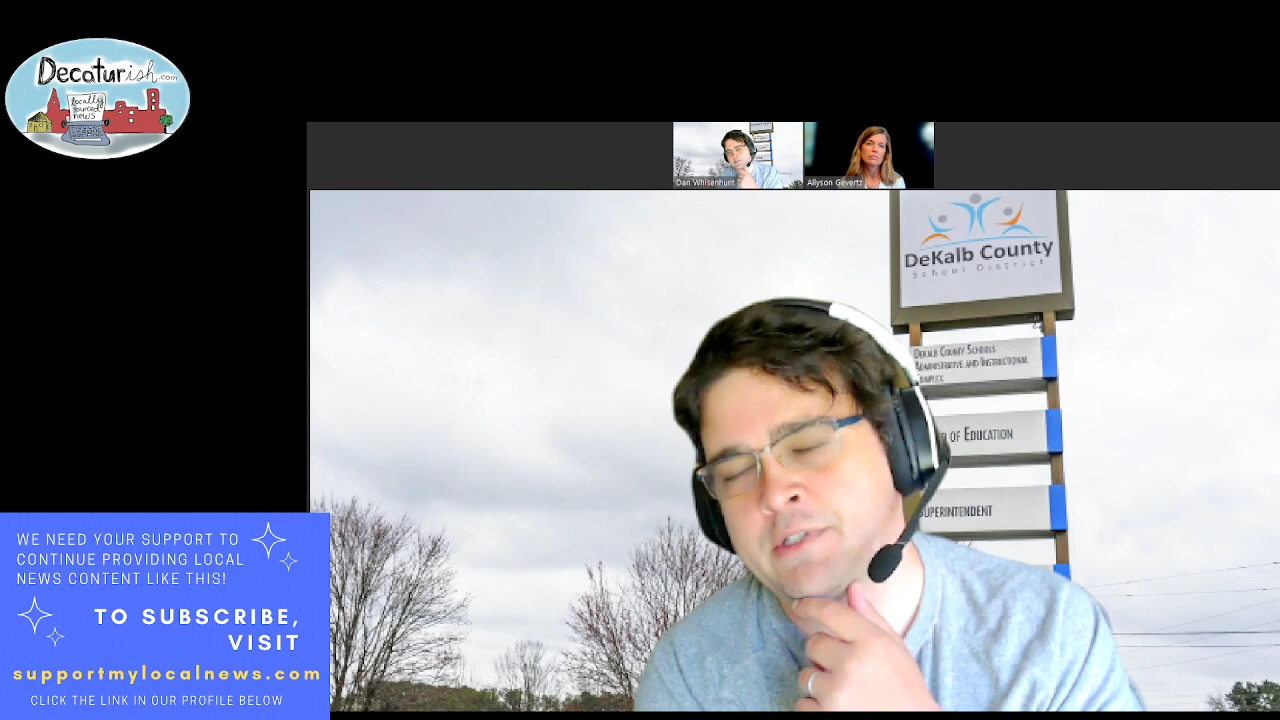 Decaturish.com
locally
sourced
news
Dan Whisenhunt
Allyson Gevertz
DeKalb County
School District
DeKalb County Schools
Administrative and Instructional
Complex
of Education
Superintendent
WE NEED YOUR SUPPORT TO
CONTINUE PROVIDING LOCAL
NEWS CONTENT LIKE THIS!
TO SUBSCRIBE,
VISIT
supportmylocalnews.com
CLICK THE LINK IN OUR PROFILE BELOW